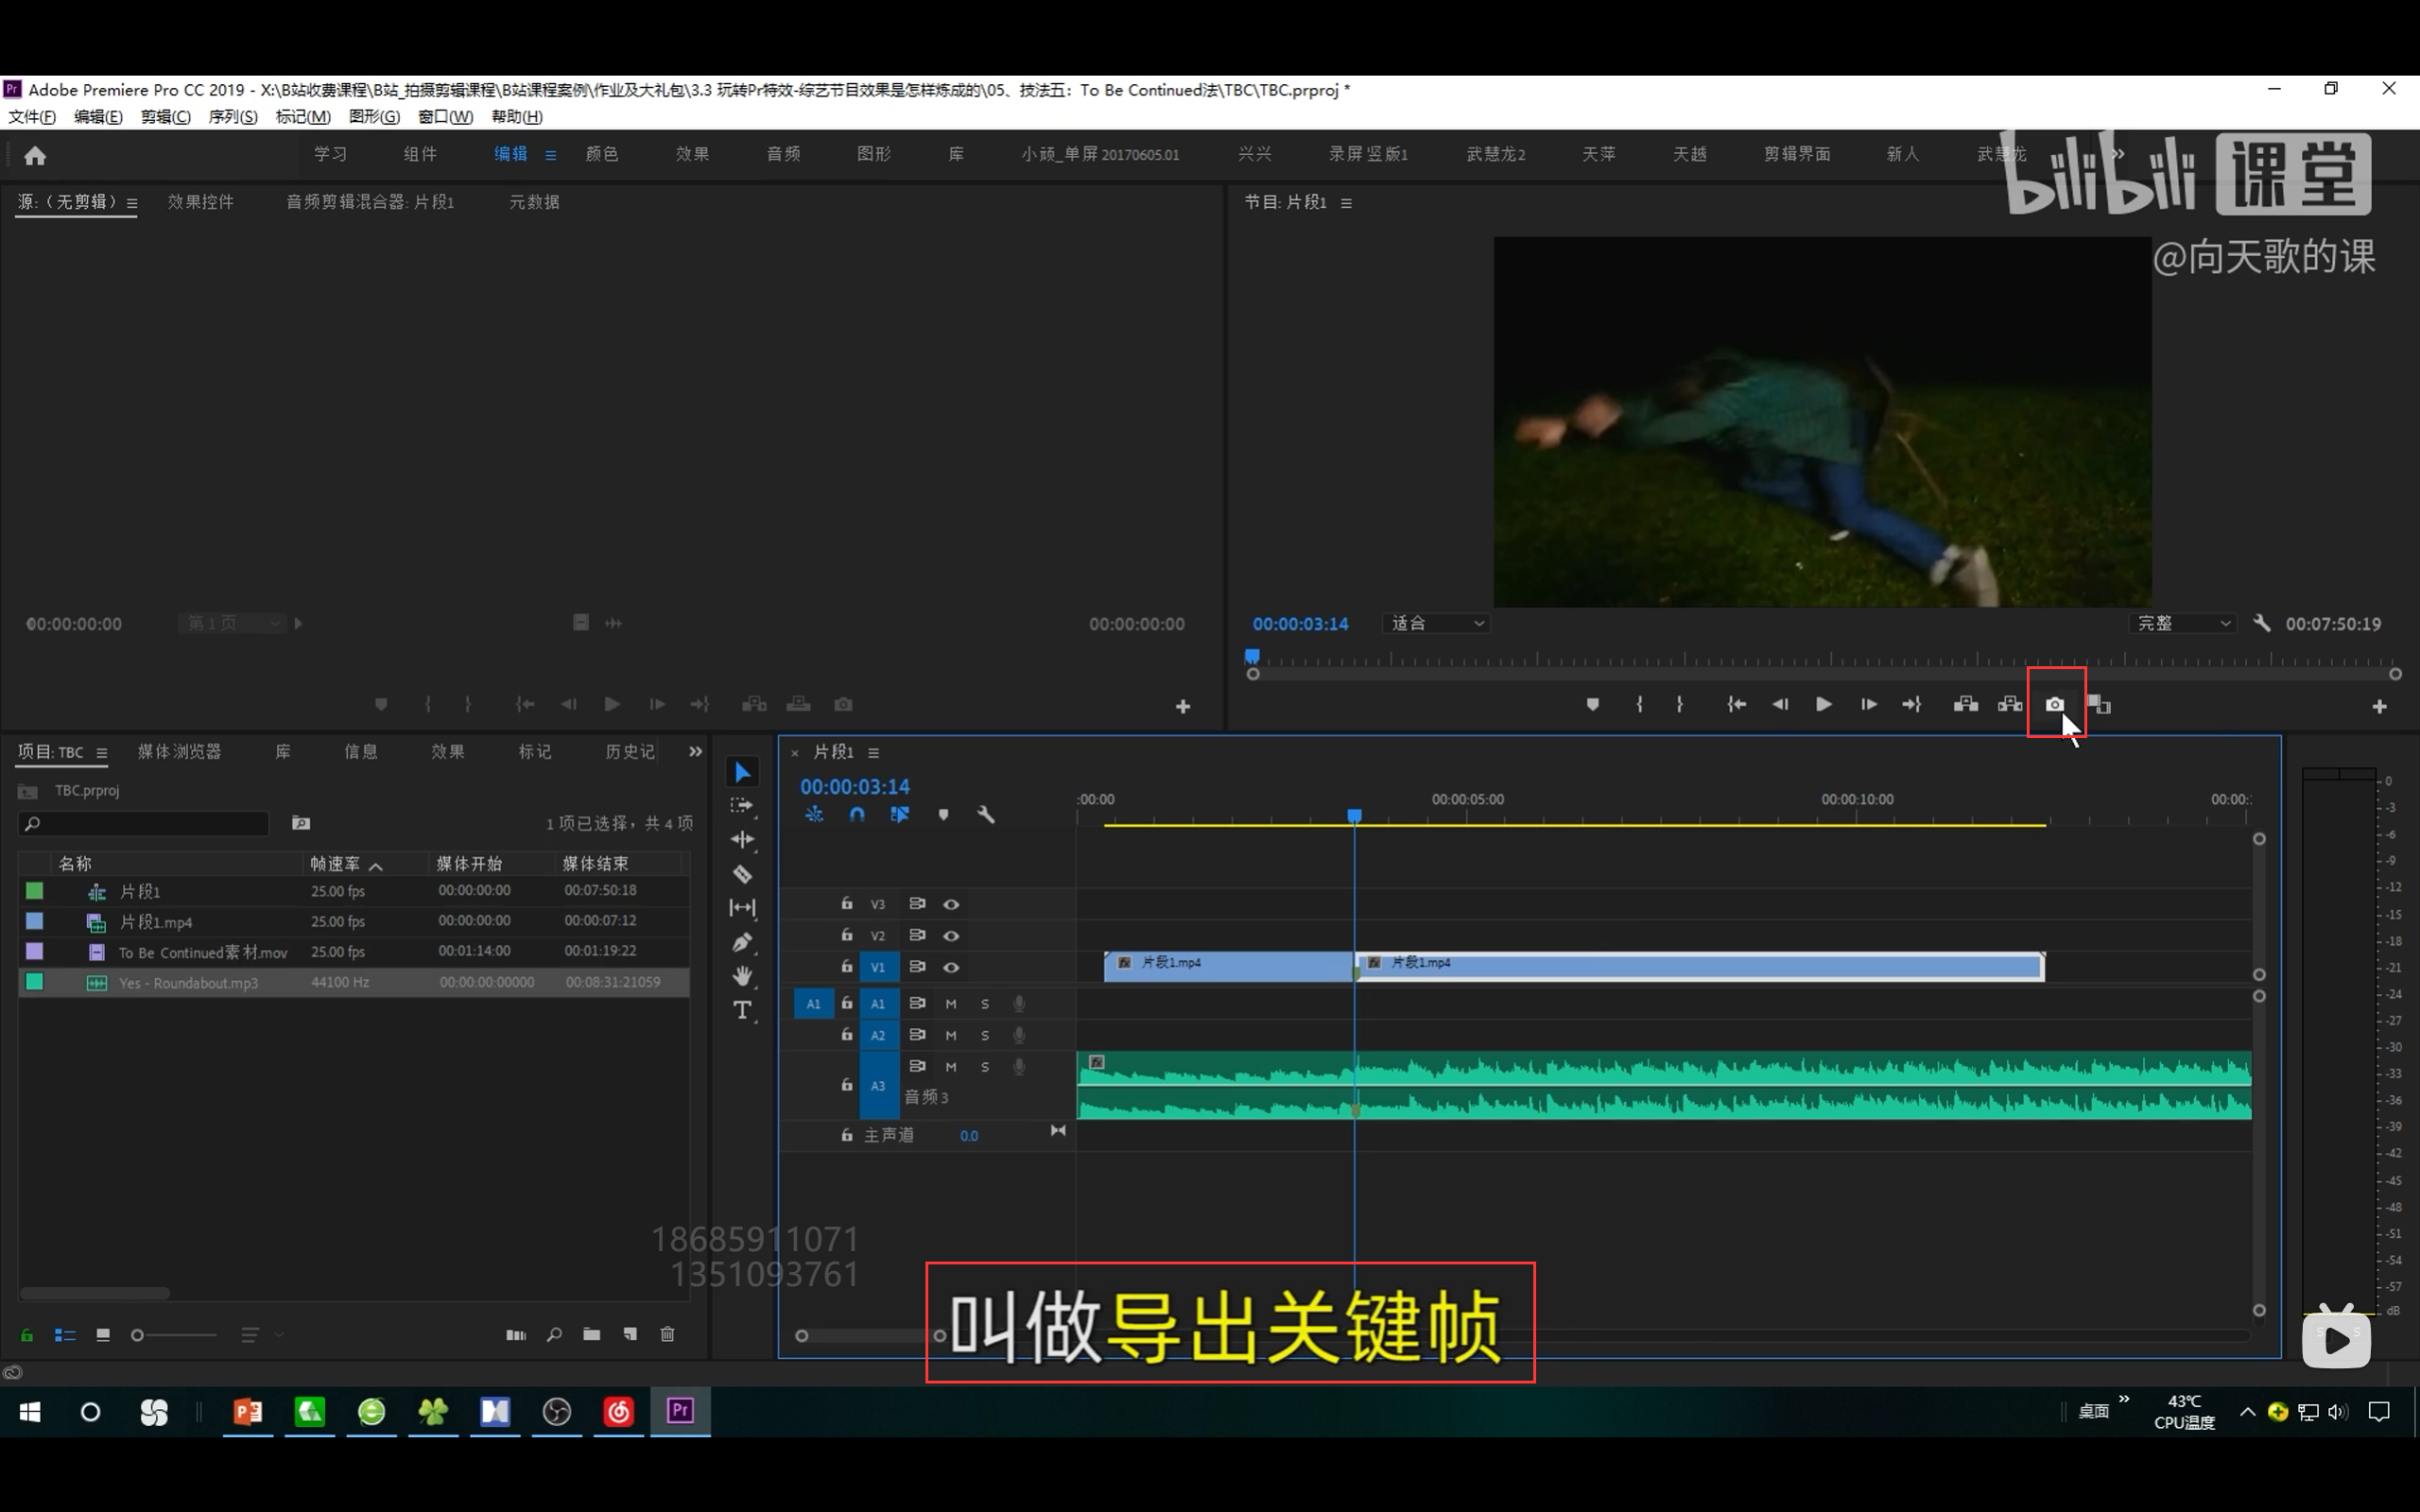 Adobe Premiere Pro CC 2019 - X:\B站收费课程\B站_拍摄剪辑课程\B站课程案例\作业及大礼包\3.3 玩转Pr特效-综艺节目效果是怎样炼成的\05、技法五：To Be Continued法\TBC\TBC.prproj *
文件(F) 编辑(E) 剪辑(C) 序列(S) 标记(M) 图形(G) 窗口(W) 帮助(H)
学习 组件 编辑 颜色 效果 音频 图形 库 小顽_单屏20170605.01 兴兴 录屏竖版1 武慧龙2 天萍 天越 剪辑界面 新人 武慧龙
bilibili 课堂
@向天歌的课
源:（无剪辑） 效果控件 音频剪辑混合器: 片段1 元数据
节目: 片段1
00:00:00:00 第1页 00:00:00:00
00:00:03:14 适合 完整 00:07:50:19
项目: TBC 媒体浏览器 库 信息 效果 标记 历史记
TBC.prproj
1 项已选择，共 4 项
名称 帧速率 媒体开始 媒体结束
片段1 25.00 fps 00:00:00:00 00:07:50:18
片段1.mp4 25.00 fps 00:00:00:00 00:00:07:12
To Be Continued素材.mov 25.00 fps 00:01:14:00 00:01:19:22
Yes - Roundabout.mp3 44100 Hz 00:00:00:00000 00:08:31:21059
× 片段1
00:00:03:14
:00:00 00:00:05:00 00:00:10:00 00:00:
V3
V2
V1 fx 片段1.mp4 fx 片段1.mp4
A1 A1 M S
A2 M S
A3 M S fx
音频 3
主声道 0.0
0
-3
-6
-9
-12
-15
-18
-21
-24
-27
-30
-33
-36
-39
-42
-45
-48
-51
-54
-57
dB
S S
18685911071
1351093761
叫做导出关键帧
Pr
桌面
43℃
CPU温度